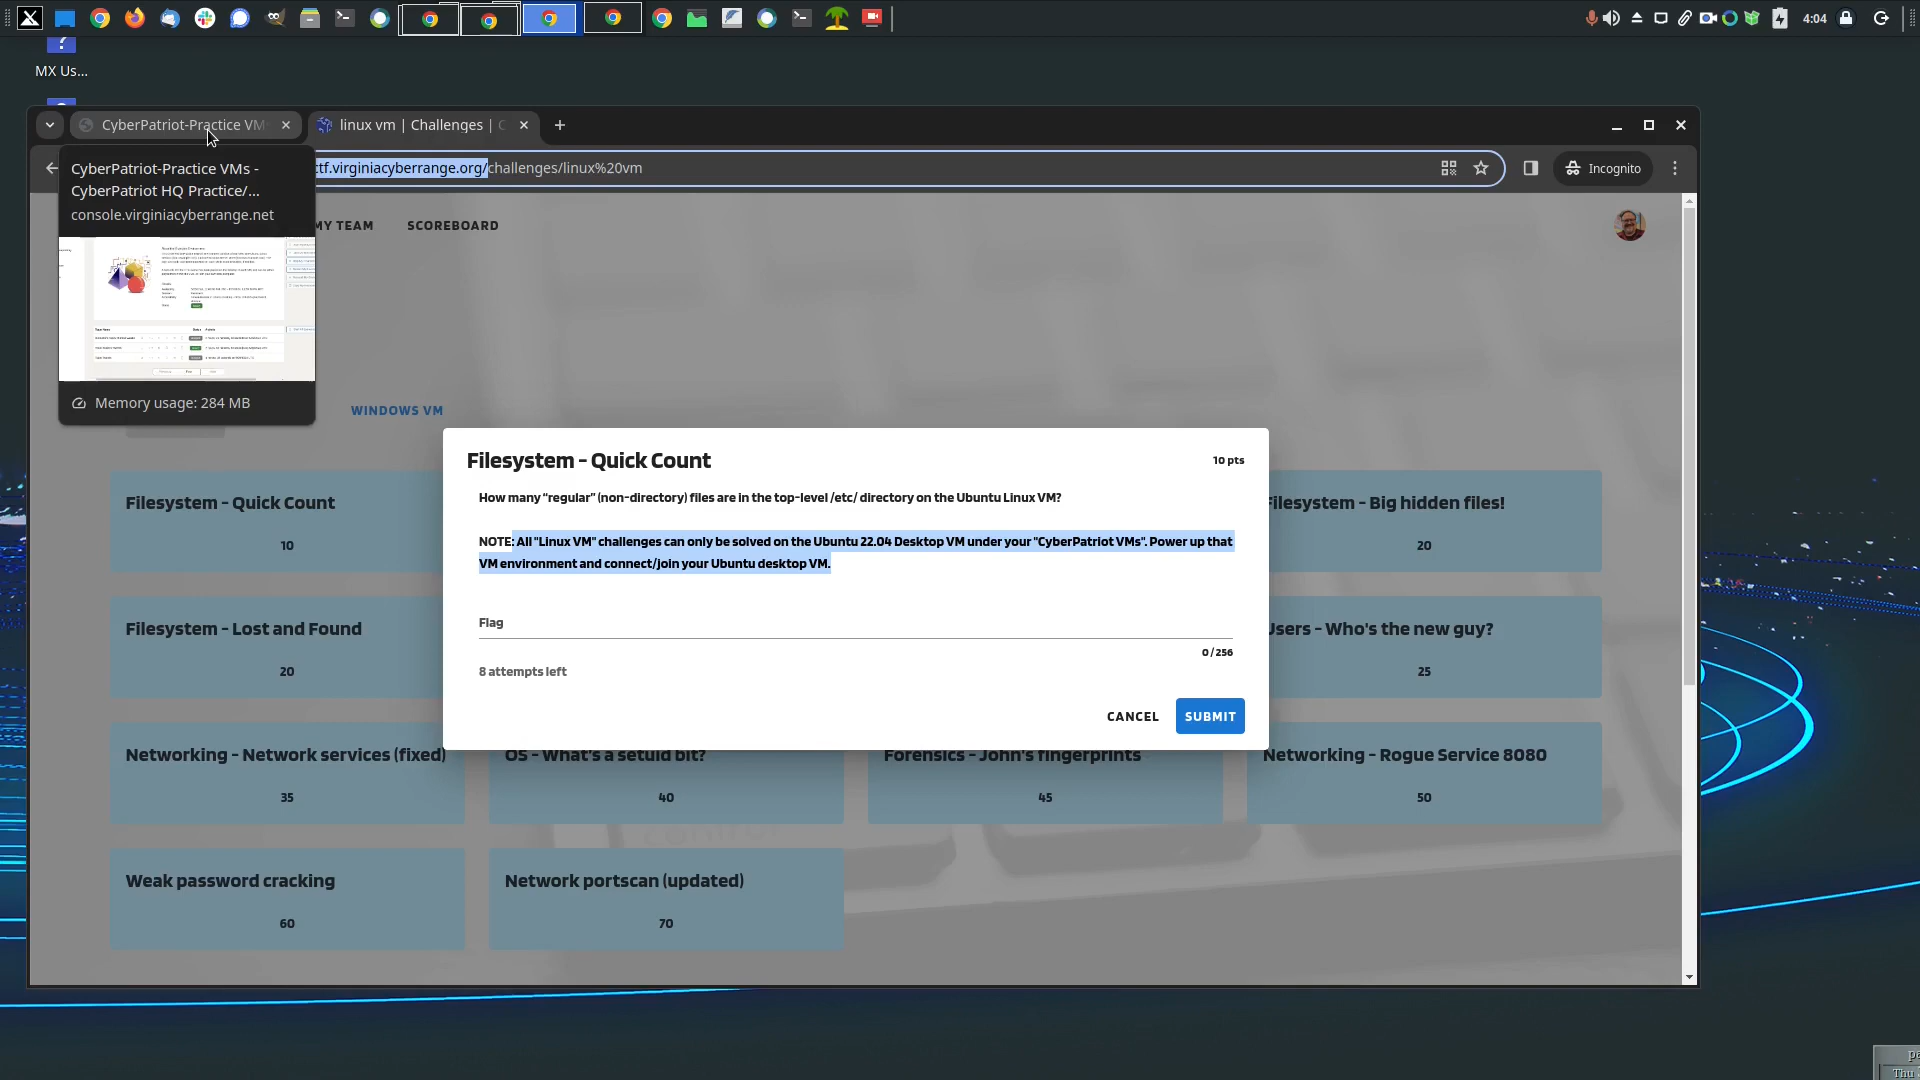 4:04
MX Us...
CyberPatriot-Practice VM
linux vm | Challenges | C
ctf.virginiacyberrange.org/challenges/linux%20vm
Incognito
CyberPatriot-Practice VMs -
CyberPatriot HQ Practice/...
console.virginiacyberrange.net
Memory usage: 284 MB
MY TEAM
SCOREBOARD
WINDOWS VM
Filesystem - Quick Count
10 pts
How many “regular” (non-directory) files are in the top-level /etc/ directory on the Ubuntu Linux VM?
NOTE: All "Linux VM" challenges can only be solved on the Ubuntu 22.04 Desktop VM under your "CyberPatriot VMs". Power up that
VM environment and connect/join your Ubuntu desktop VM.
Flag
0 / 256
8 attempts left
CANCEL
SUBMIT
Filesystem - Quick Count
10
Filesystem - Big hidden files!
20
Filesystem - Lost and Found
20
Users - Who's the new guy?
25
Networking - Network services (fixed)
35
OS - What's a setuid bit?
40
Forensics - John's fingerprints
45
Networking - Rogue Service 8080
50
Weak password cracking
60
Network portscan (updated)
70
pa
Thu